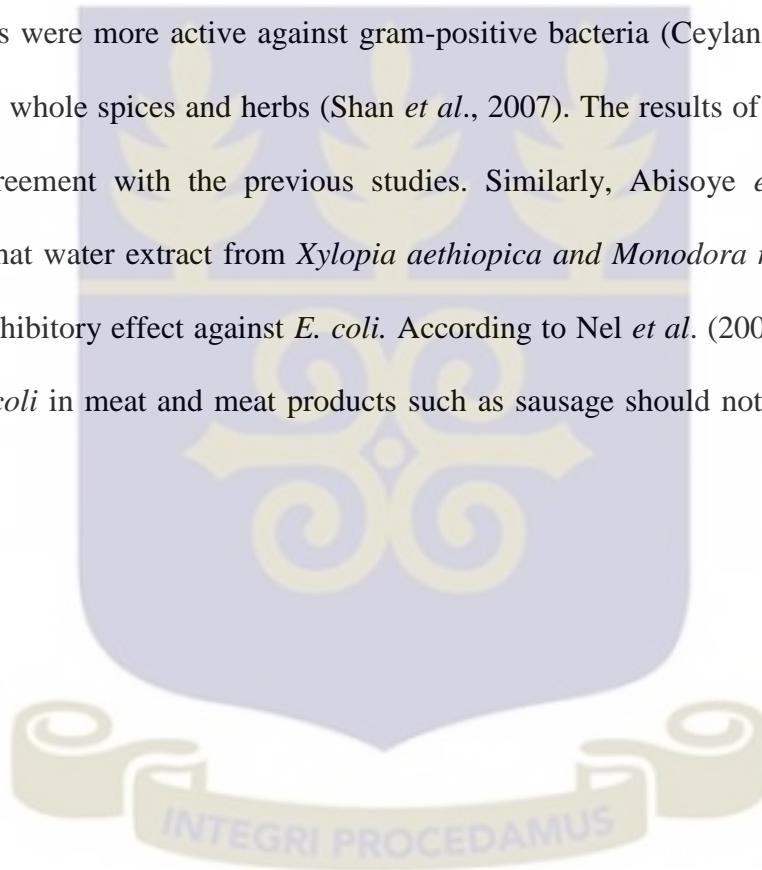 s were more active against gram-positive bacteria (Ceylan
whole spices and herbs (Shan et al., 2007). The results of
reement with the previous studies. Similarly, Abisoye e
hat water extract from Xylopia aethiopica and Monodora
hibitory effect against E. coli. According to Nel et al. (200
coli in meat and meat products such as sausage should not
INTEGRI PROCEDAMUS